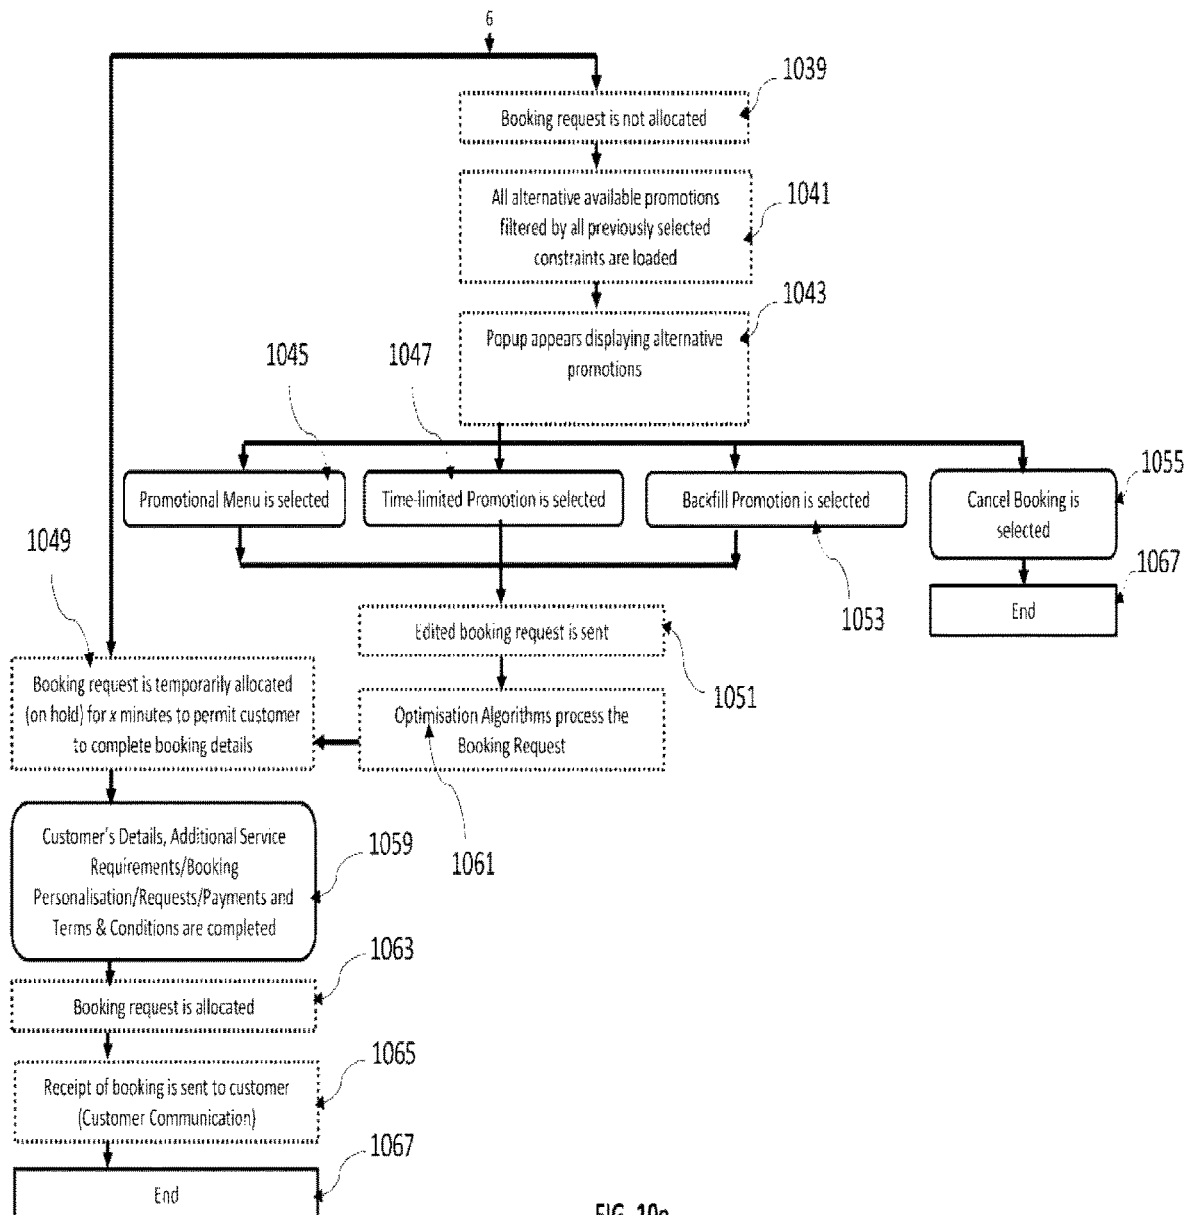 6
1039
Booking request is not allocated
All alternative available promotions
filtered by all previously selected
constraints are loaded
1041
1043
Popup appears displaying alternative
promotions
1045
1047
Promotional Menu is selected
Time-limited Promotion is selected
Backfill Promotion is selected
Cancel Booking is
selected
1055
1049
1053
1067
End
Edited booking request is sent
1051
Booking request is temporarily allocated
(on hold) for x minutes to permit customer
to complete booking details
Optimisation Algorithms process the
Booking Request
1061
Customer's Details, Additional Service
Requirements/Booking
Personalisation/Requests/Payments and
Terms & Conditions are completed
1059
1063
Booking request is allocated
1065
Receipt of booking is sent to customer
(Customer Communication)
1067
End